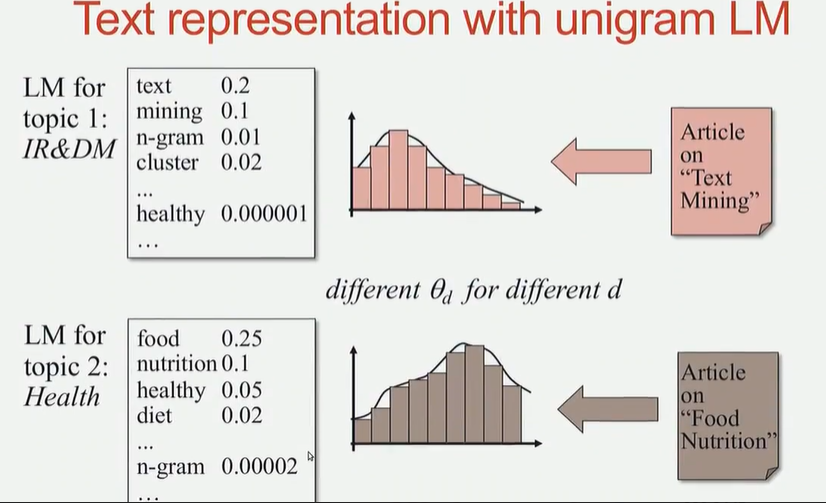 Text representation with unigram LM
LM for
topic 1:
IR&DM
text 0.2
mining 0.1
n-gram 0.01
cluster 0.02
...
healthy 0.000001
...
Article
on
“Text
Mining”
different θd for different d
LM for
topic 2:
Health
food 0.25
nutrition 0.1
healthy 0.05
diet 0.02
...
n-gram 0.00002
...
Article
on
“Food
Nutrition”